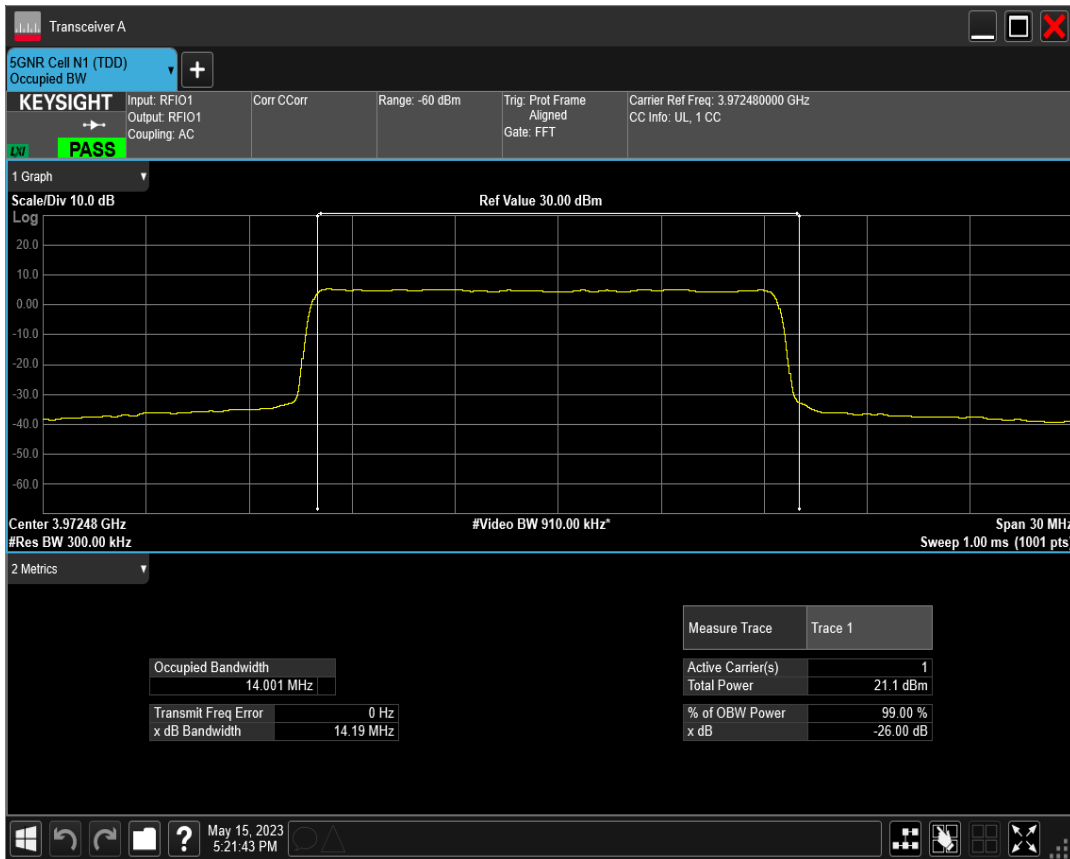 Transceiver A
5GNR Cell N1 (TDD)
Occupied BW
+
KEYSIGHT
LXI
PASS
Input: RFIO1
Output: RFIO1
Coupling: AC
Corr CCorr
Range: -60 dBm
Trig: Prot Frame
Aligned
Gate: FFT
Carrier Ref Freq: 3.972480000 GHz
CC Info: UL, 1 CC
1 Graph
Scale/Div 10.0 dB
Ref Value 30.00 dBm
Log
20.0
10.0
0.00
-10.0
-20.0
-30.0
-40.0
-50.0
-60.0
Center 3.97248 GHz
#Video BW 910.00 kHz*
Span 30 MHz
#Res BW 300.00 kHz
Sweep 1.00 ms (1001 pts)
2 Metrics
Measure Trace Trace 1
Occupied Bandwidth
14.001 MHz
Active Carrier(s) 1
Total Power 21.1 dBm
Transmit Freq Error 0 Hz
x dB Bandwidth 14.19 MHz
% of OBW Power 99.00 %
x dB -26.00 dB
?
May 15, 2023
5:21:43 PM